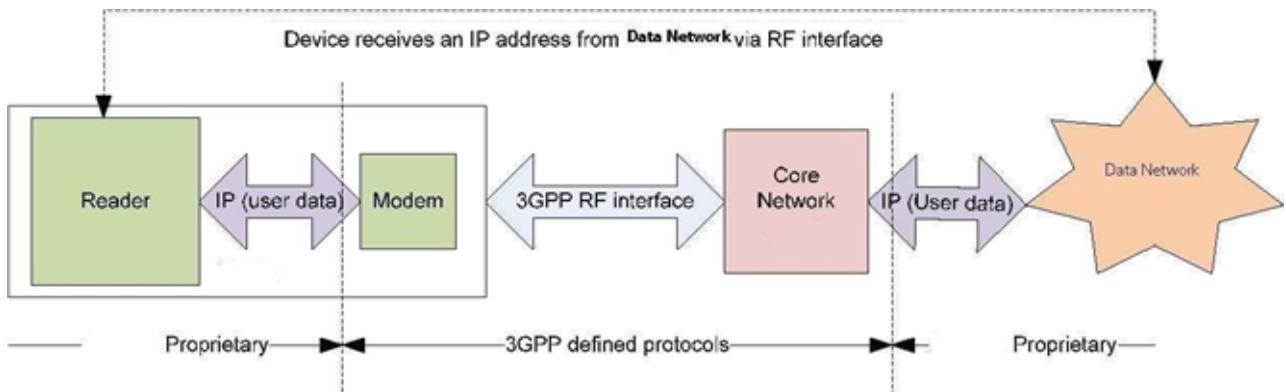 Device receives an IP address from Data Network via RF interface
Reader
IP (user data)
Modem
3GPP RF interface
Core
Network
IP (User data)
Data Network
Proprietary
3GPP defined protocols
Proprietary